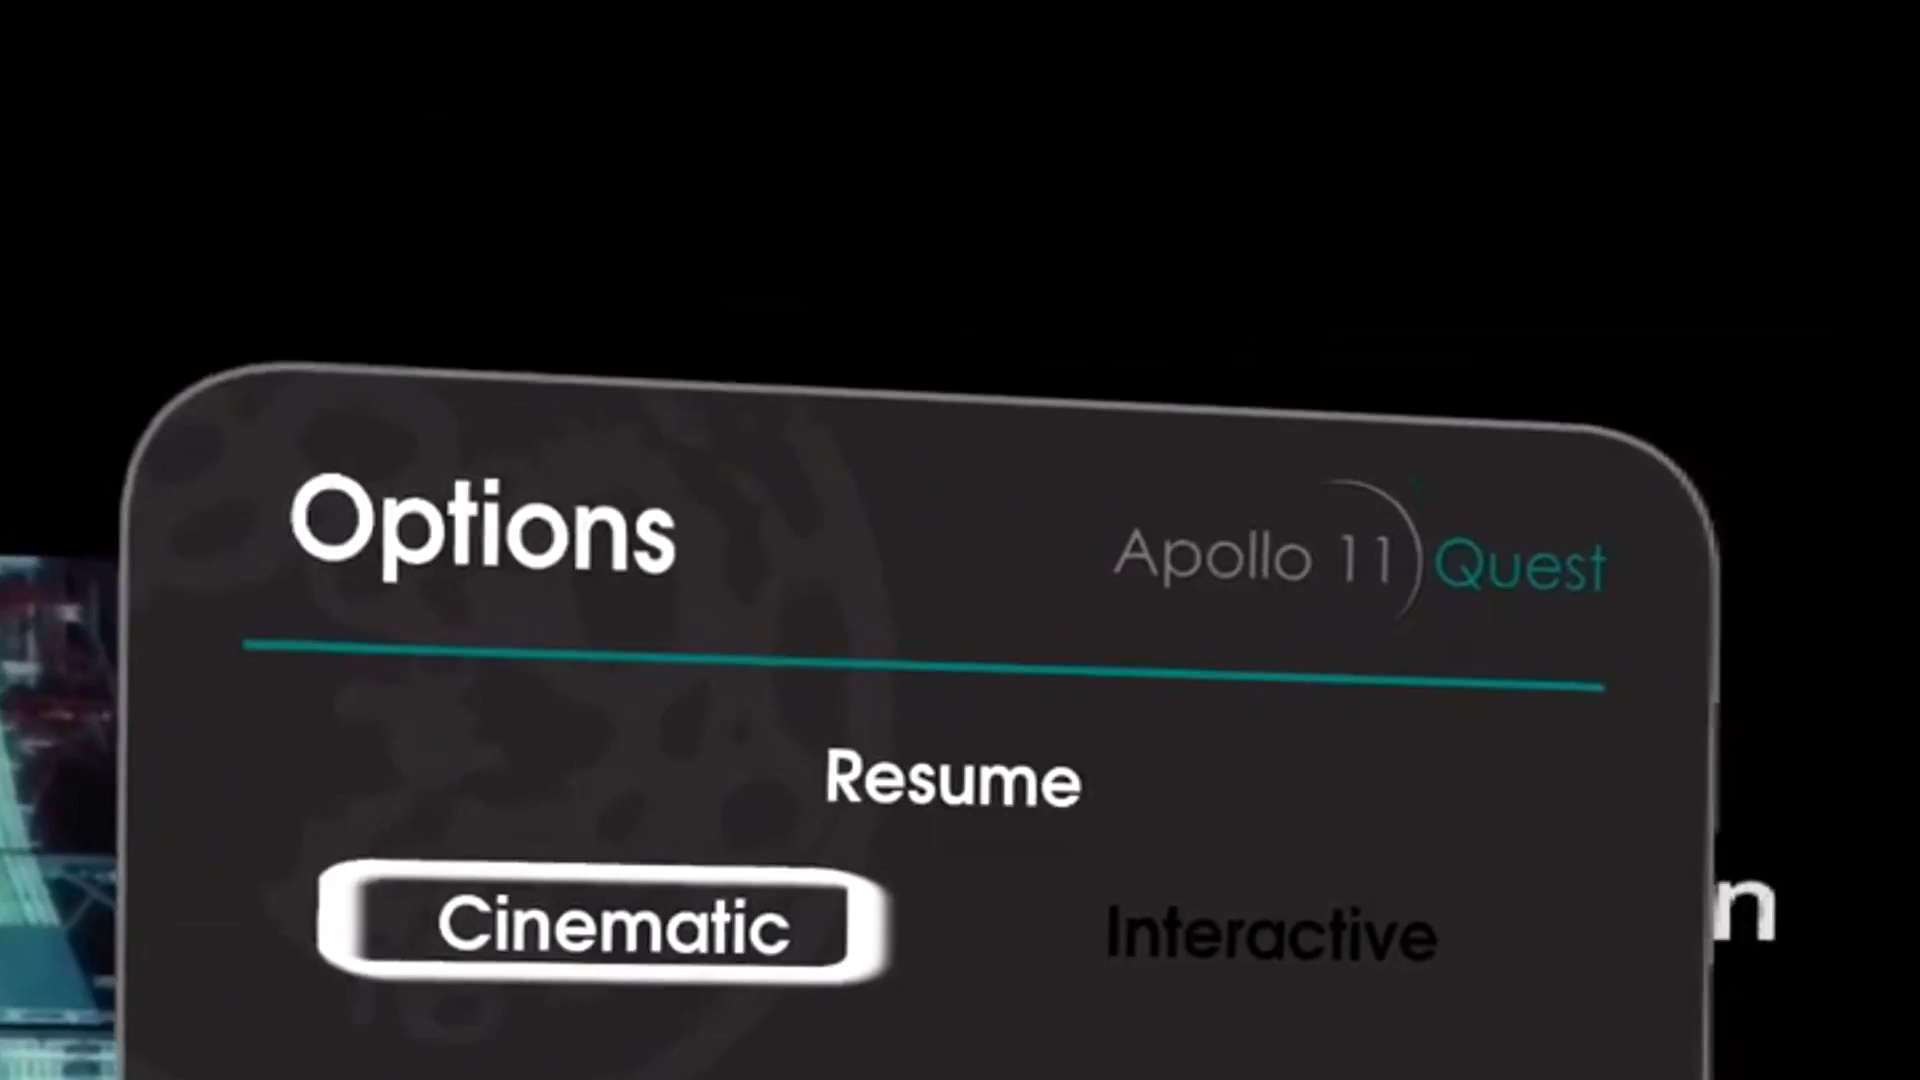 Options
Apollo 11 Quest
Resume
Cinematic Interactive
n